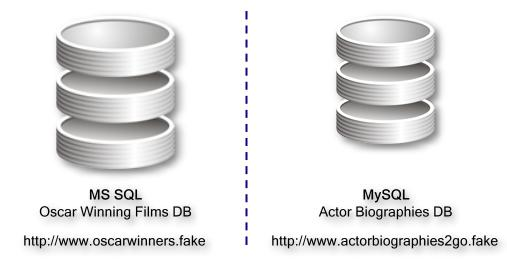 MS SQL
Oscar Winning Films DB
http://www.oscarwinners.fake
MySQL
Actor Biographies DB
http://www.actorbiographies2go.fake